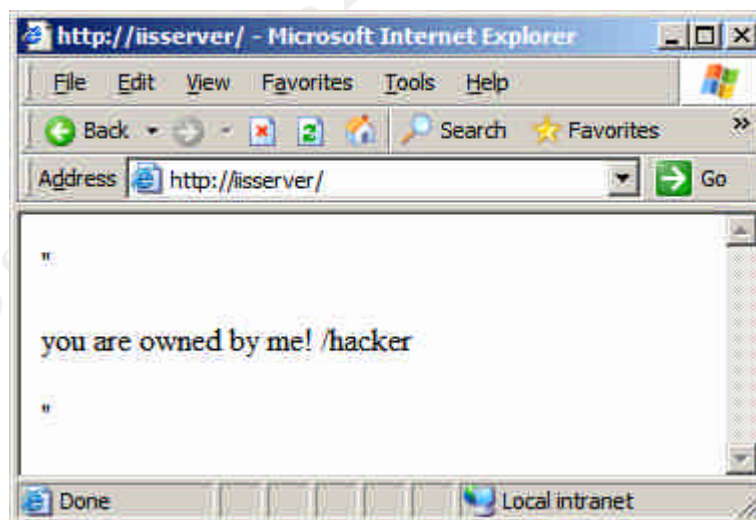 http://iisserver/ - Microsoft Internet Explorer
File Edit View Favorites Tools Help
Back Search Favorites »
Address http://iisserver/ Go
"
you are owned by me! /hacker
"
Done Local intranet